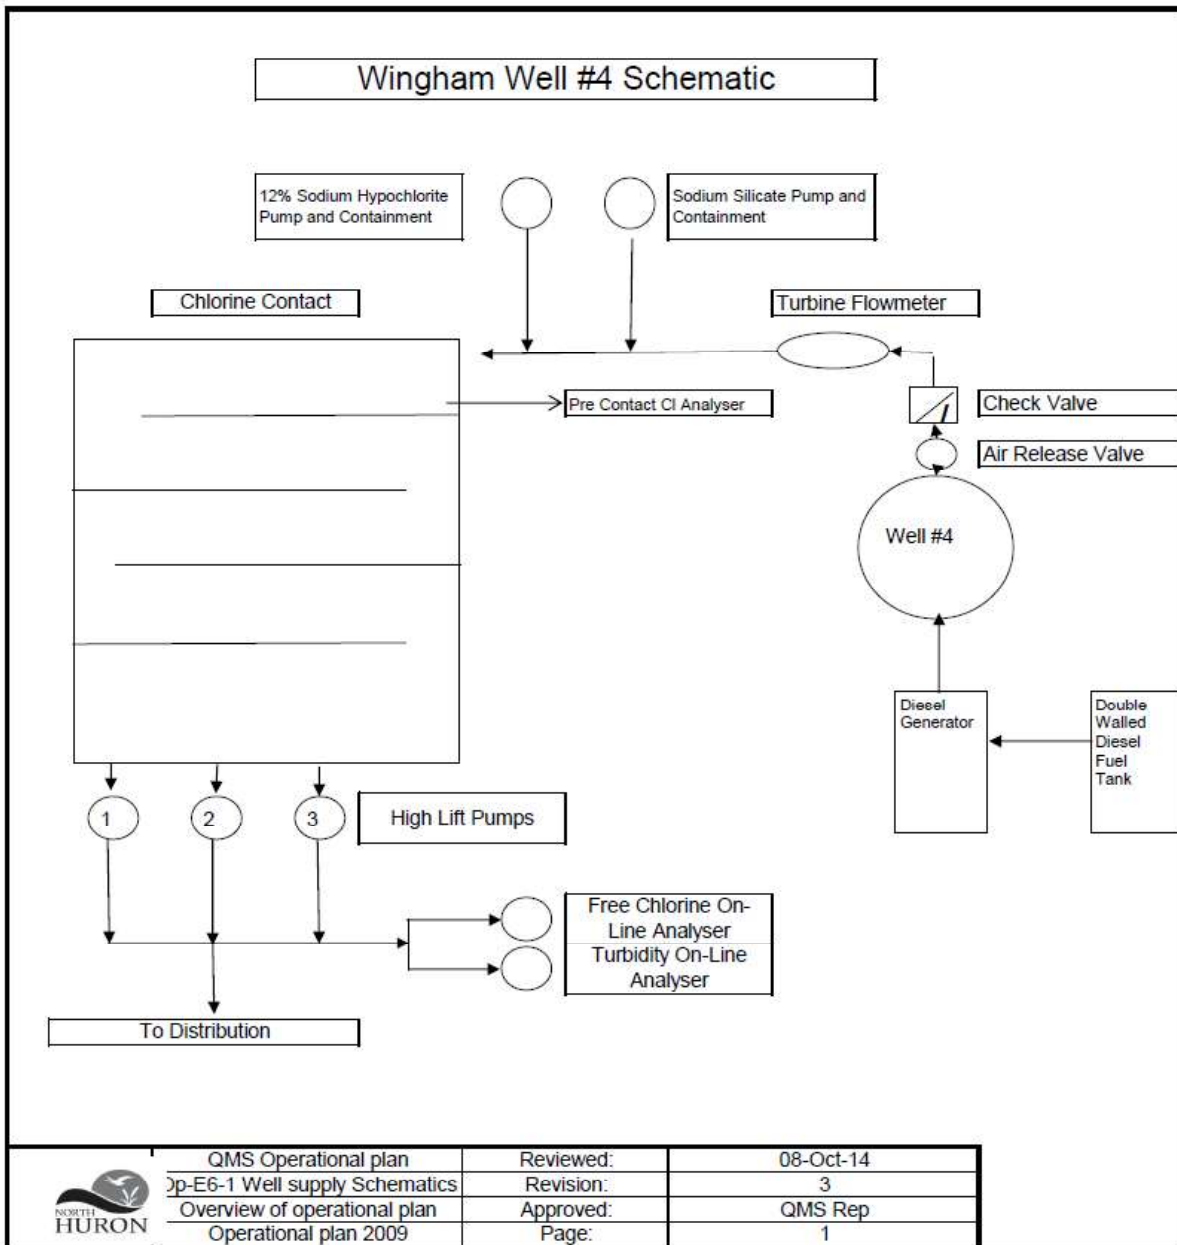 Wingham Well #4 Schematic
12% Sodium Hypochlorite
Pump and Containment
Sodium Silicate Pump and
Containment
Chlorine Contact
Turbine Flowmeter
Pre Contact Cl Analyser
Check Valve
Air Release Valve
Well #4
Diesel
Generator
Double
Walled
Diesel
Fuel
Tank
1
2
3
High Lift Pumps
Free Chlorine On-
Line Analyser
Turbidity On-Line
Analyser
To Distribution
NORTH
HURON
QMS Operational plan
Reviewed:
08-Oct-14
Op-E6-1 Well supply Schematics
Revision:
3
Overview of operational plan
Approved:
QMS Rep
Operational plan 2009
Page:
1